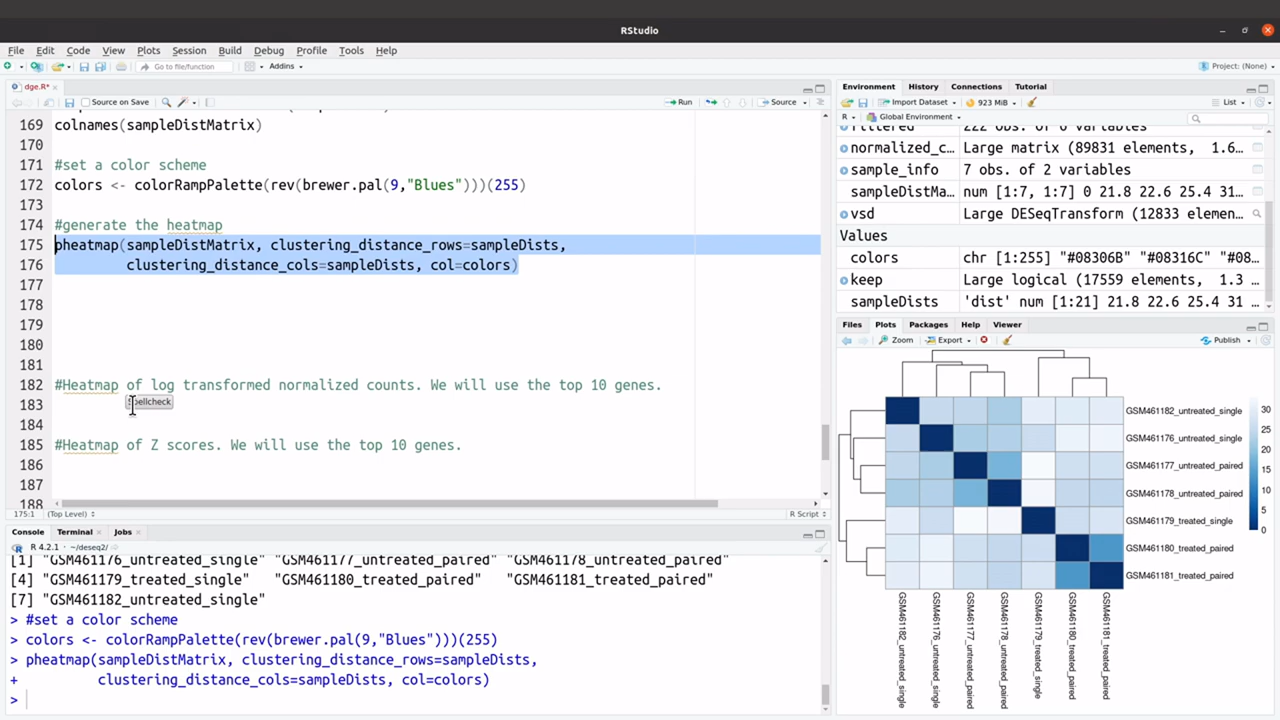 RStudio
File Edit Code View Plots Session Build Debug Profile Tools Help
Go to file/function Addins Project: (None)
dge.R*
Source on Save Run Source
169 colnames(sampleDistMatrix)
170
171 #set a color scheme
172 colors <- colorRampPalette(rev(brewer.pal(9,"Blues")))(255)
173
174 #generate the heatmap
175 pheatmap(sampleDistMatrix, clustering_distance_rows=sampleDists,
176 clustering_distance_cols=sampleDists, col=colors)
177
178
179
180
181
182 #Heatmap of log transformed normalized counts. We will use the top 10 genes.
183
184
185 #Heatmap of Z scores. We will use the top 10 genes.
186
187
188
175:1 (Top Level) R Script
Console Terminal Jobs
R 4.2.1 · ~/deseq2/
[1] "GSM461176_untreated_single" "GSM461177_untreated_paired" "GSM461178_untreated_paired"
[4] "GSM461179_treated_single" "GSM461180_treated_paired" "GSM461181_treated_paired"
[7] "GSM461182_untreated_single"
> #set a color scheme
> colors <- colorRampPalette(rev(brewer.pal(9,"Blues")))(255)
> pheatmap(sampleDistMatrix, clustering_distance_rows=sampleDists,
+ clustering_distance_cols=sampleDists, col=colors)
>
Environment History Connections Tutorial
Import Dataset 923 MiB List
R Global Environment
filtered 222 obs. of 6 variables
normalized_c… Large matrix (89831 elements, 1.6…
sample_info 7 obs. of 2 variables
sampleDistMa… num [1:7, 1:7] 0 21.8 22.6 25.4 31 …
vsd Large DESeqTransform (12833 elemen…
Values
colors chr [1:255] "#08306B" "#08316C" "#08...
keep Large logical (17559 elements, 1.3 …
sampleDists 'dist' num [1:21] 21.8 22.6 25.4 31 …
Files Plots Packages Help Viewer
Zoom Export Publish
GSM461182_untreated_single
GSM461176_untreated_single
GSM461177_untreated_paired
GSM461178_untreated_paired
GSM461179_treated_single
GSM461180_treated_paired
GSM461181_treated_paired
30
20
15
10
5
0
GSM461182_untreated_single
GSM461176_untreated_single
GSM461177_untreated_paired
GSM461178_untreated_paired
GSM461179_treated_single
GSM461180_treated_paired
GSM461181_treated_paired